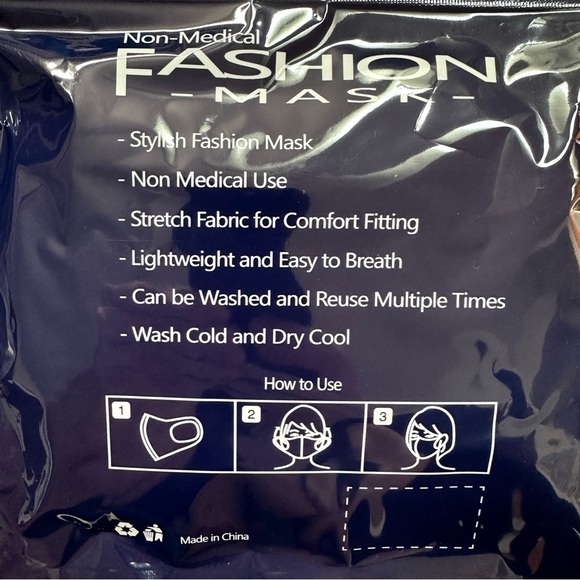 Non-Medical
FASHION
- MASK -
- Stylish Fashion Mask
- Non Medical Use
- Stretch Fabric for Comfort Fitting
- Lightweight and Easy to Breath
- Can be Washed and Reuse Multiple Times
- Wash Cold and Dry Cool
How to Use
1 2 3
Made in China